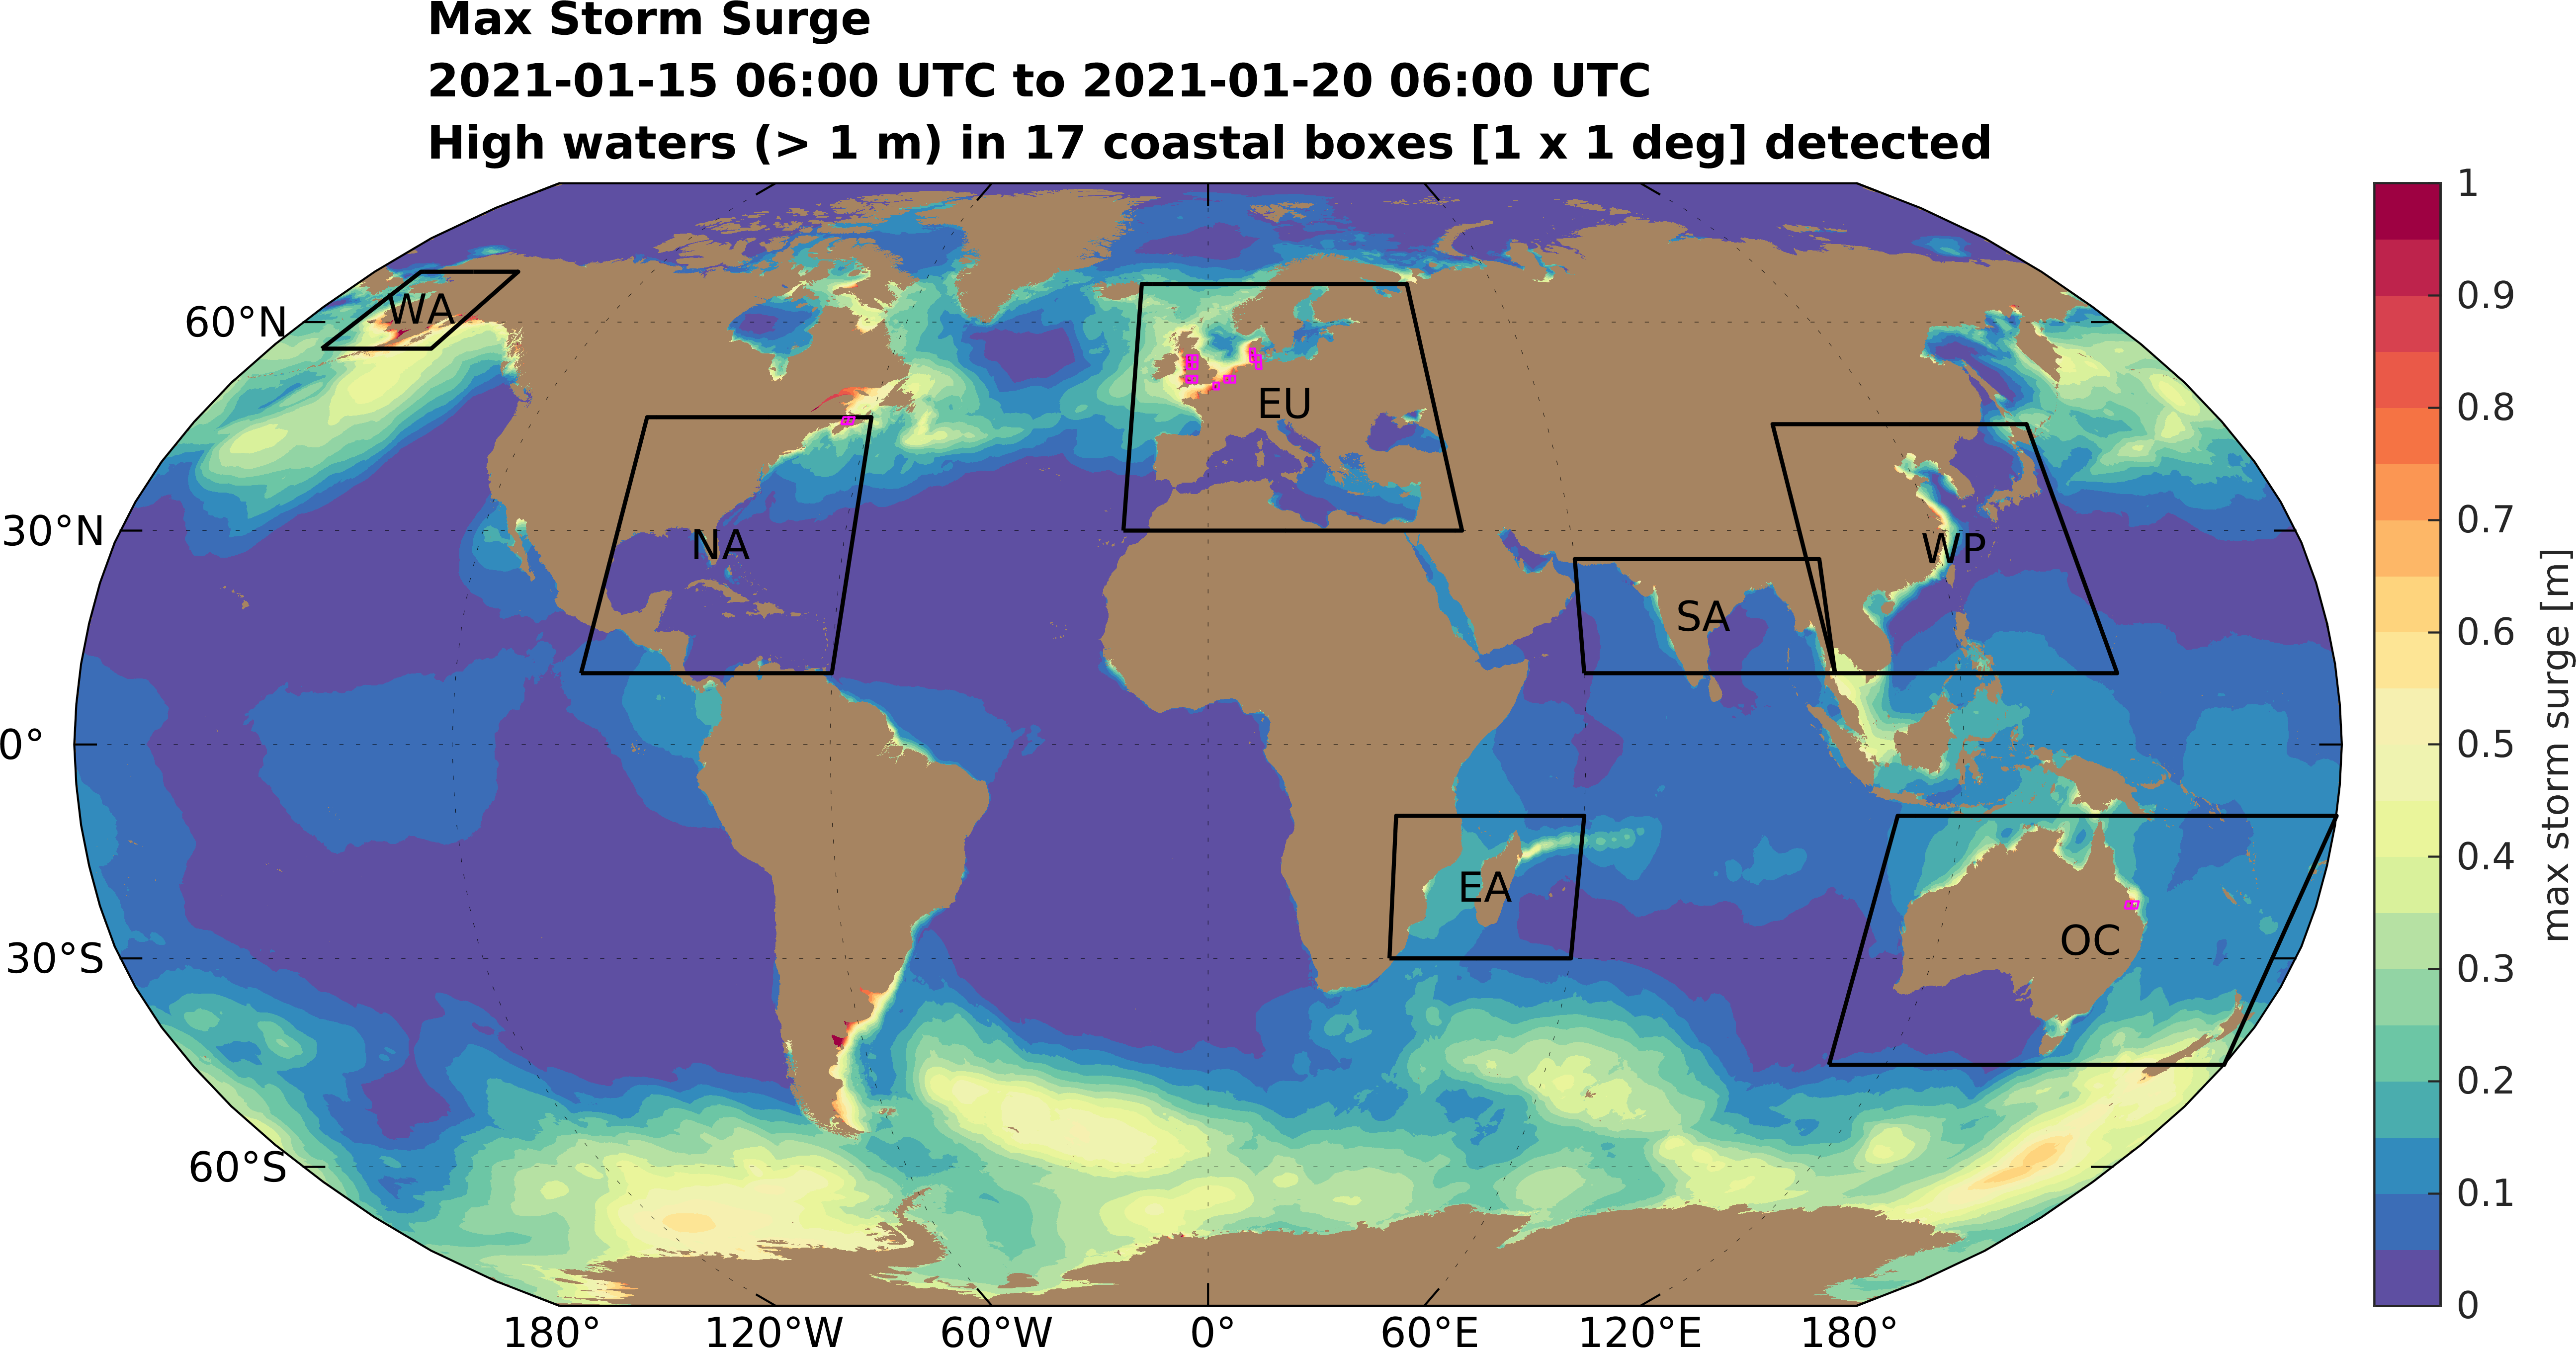 Max Storm Surge
2021-01-15 06:00 UTC to 2021-01-20 06:00 UTC
High waters (> 1 m) in 17 coastal boxes [1 x 1 deg] detected
WA
EU
NA
WP
SA
EA
OC
60°N
30°N
0°
30°S
60°S
180° 120°W 60°W 0° 60°E 120°E 180°
1
0.9
0.8
0.7
0.6
0.5
0.4
0.3
0.2
0.1
0
max storm surge [m]